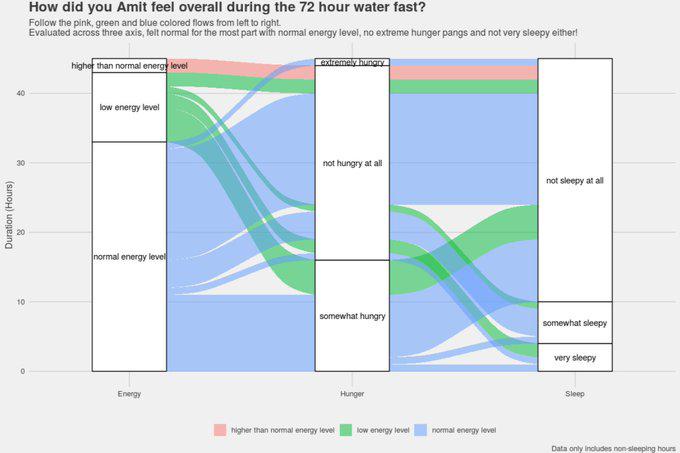 How did you Amit feel overall during the 72 hour water fast?
Follow the pink, green and blue colored flows from left to right.
Evaluated across three axis, felt normal for the most part with normal energy level, no extreme hunger pangs and not very sleepy either!
higher than normal energy level
extremely hungry
low energy level
not hungry at all
not sleepy at all
normal energy level
somewhat hungry
somewhat sleepy
very sleepy
Duration (Hours)
40
30
20
10
0
Energy
Hunger
Sleep
higher than normal energy level
low energy level
normal energy level
Data only includes non-sleeping hours